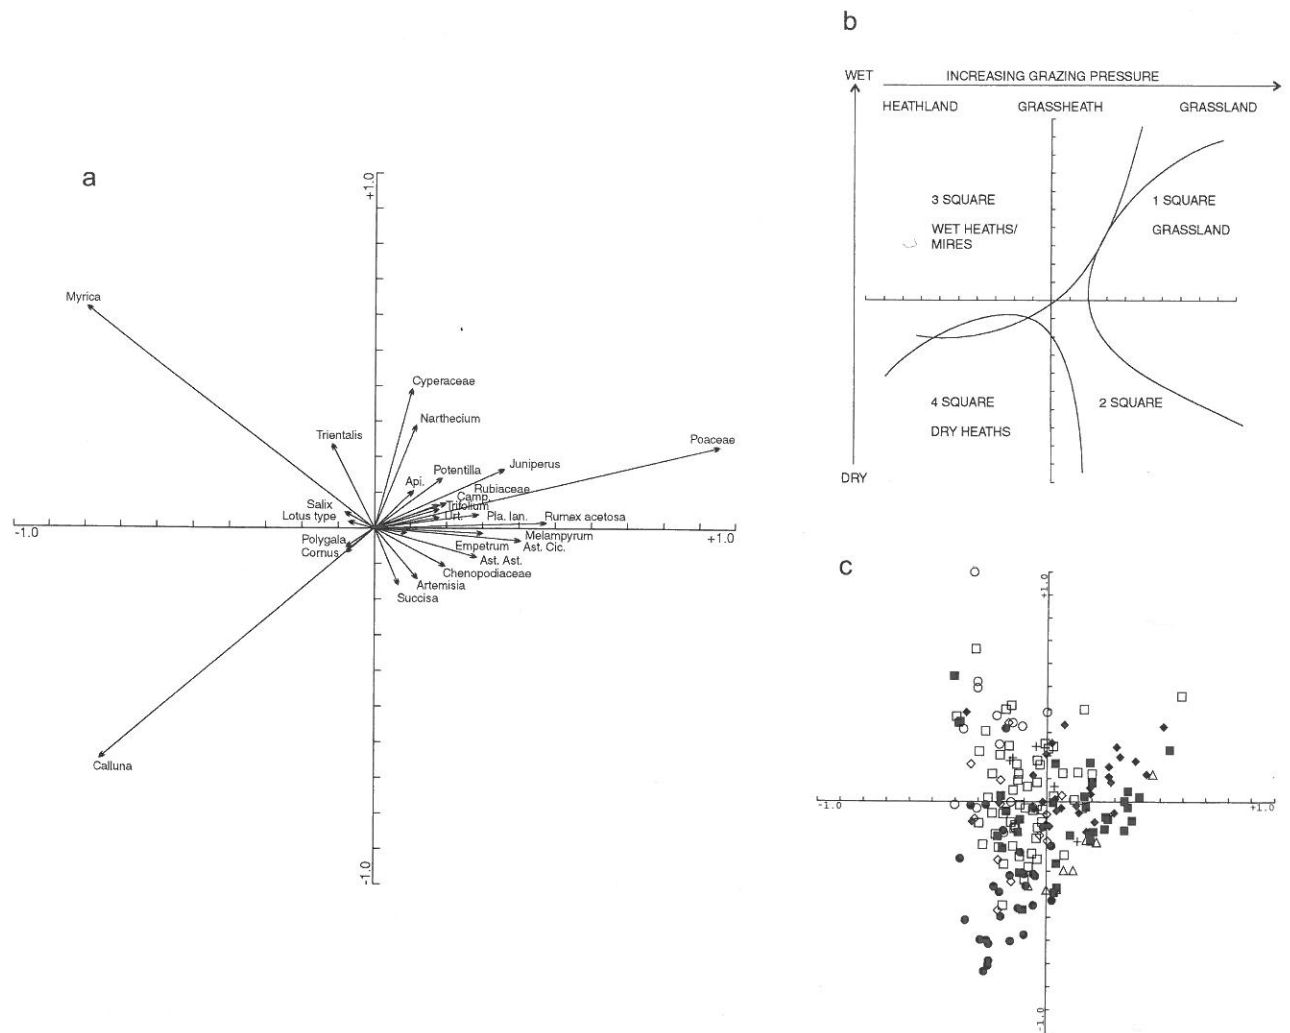 a
+1.0
Myrica
Cyperaceae
Narthecium
Trientalis
Poaceae
Potentilla
Juniperus
Api.
Rubiaceae
Camp.
Salix
Trifolium
Lotus type
Urt.
Pla. lan.
Rumex acetosa
-1.0
+1.0
Polygala
Melampyrum
Cornus
Empetrum
Ast. Cic.
Ast. Ast.
Chenopodiaceae
Artemisia
Succisa
Calluna
-1.0
b
WET
INCREASING GRAZING PRESSURE
HEATHLAND
GRASSHEATH
GRASSLAND
3 SQUARE
WET HEATHS/
MIRES
1 SQUARE
GRASSLAND
4 SQUARE
DRY HEATHS
2 SQUARE
DRY
c
+1.0
-1.0
+1.0
-1.0